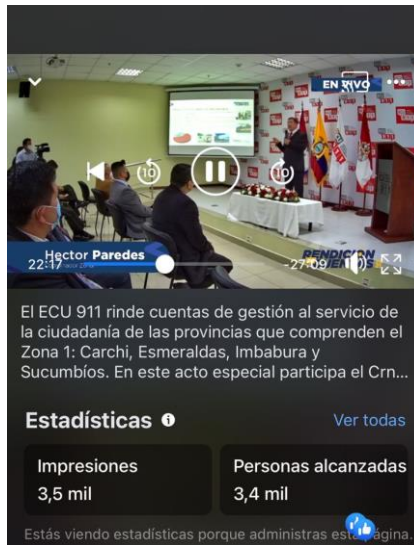 EN VIVO
10
10
Hector Paredes
22:17
-27:09
RENDICIÓN
El ECU 911 rinde cuentas de gestión al servicio de
la ciudadanía de las provincias que comprenden el
Zona 1: Carchi, Esmeraldas, Imbabura y
Sucumbíos. En este acto especial participa el Crn...
Estadísticas
Ver todas
Impresiones
Personas alcanzadas
3,5 mil
3,4 mil
Estás viendo estadísticas porque administras esta página.